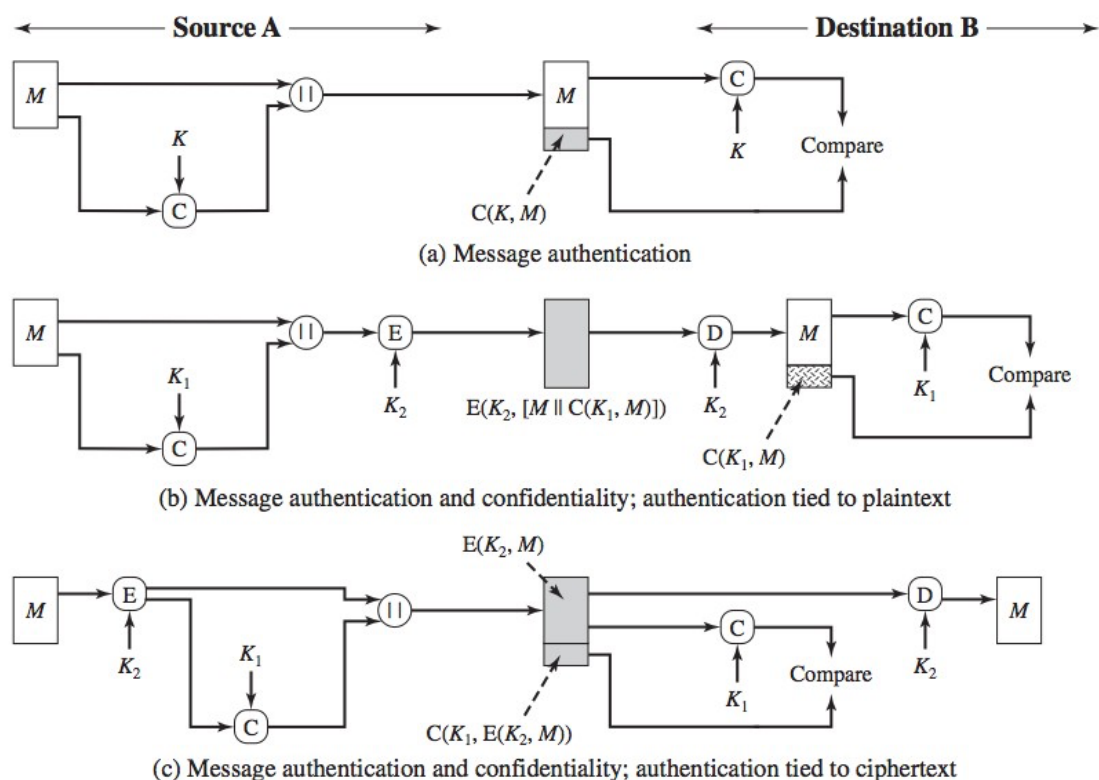 Source A Destination B
M || M C
K K Compare
C
C(K, M)
(a) Message authentication
M || E D M C
K₁ K₂ E(K₂, [M || C(K₁, M)]) K₂ K₁ Compare
C C(K₁, M)
(b) Message authentication and confidentiality; authentication tied to plaintext
E(K₂, M)
M E || D M
K₂ K₁ C K₁ Compare K₂
C C(K₁, E(K₂, M))
(c) Message authentication and confidentiality; authentication tied to ciphertext